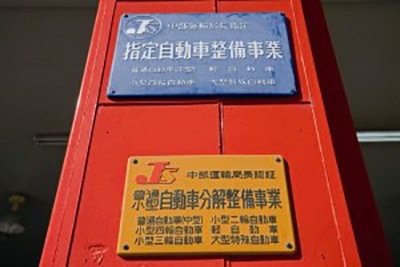 JS 中部運輸局長指定
指定自動車整備事業
普通自動車(中型) 軽自動車
小型四輪自動車 大型特殊自動車
JS 中部運輸局長認証
自動車分解整備事業
普通自動車(中型) 小型二輪自動車
小型四輪自動車 軽自動車
小型三輪自動車 大型特殊自動車